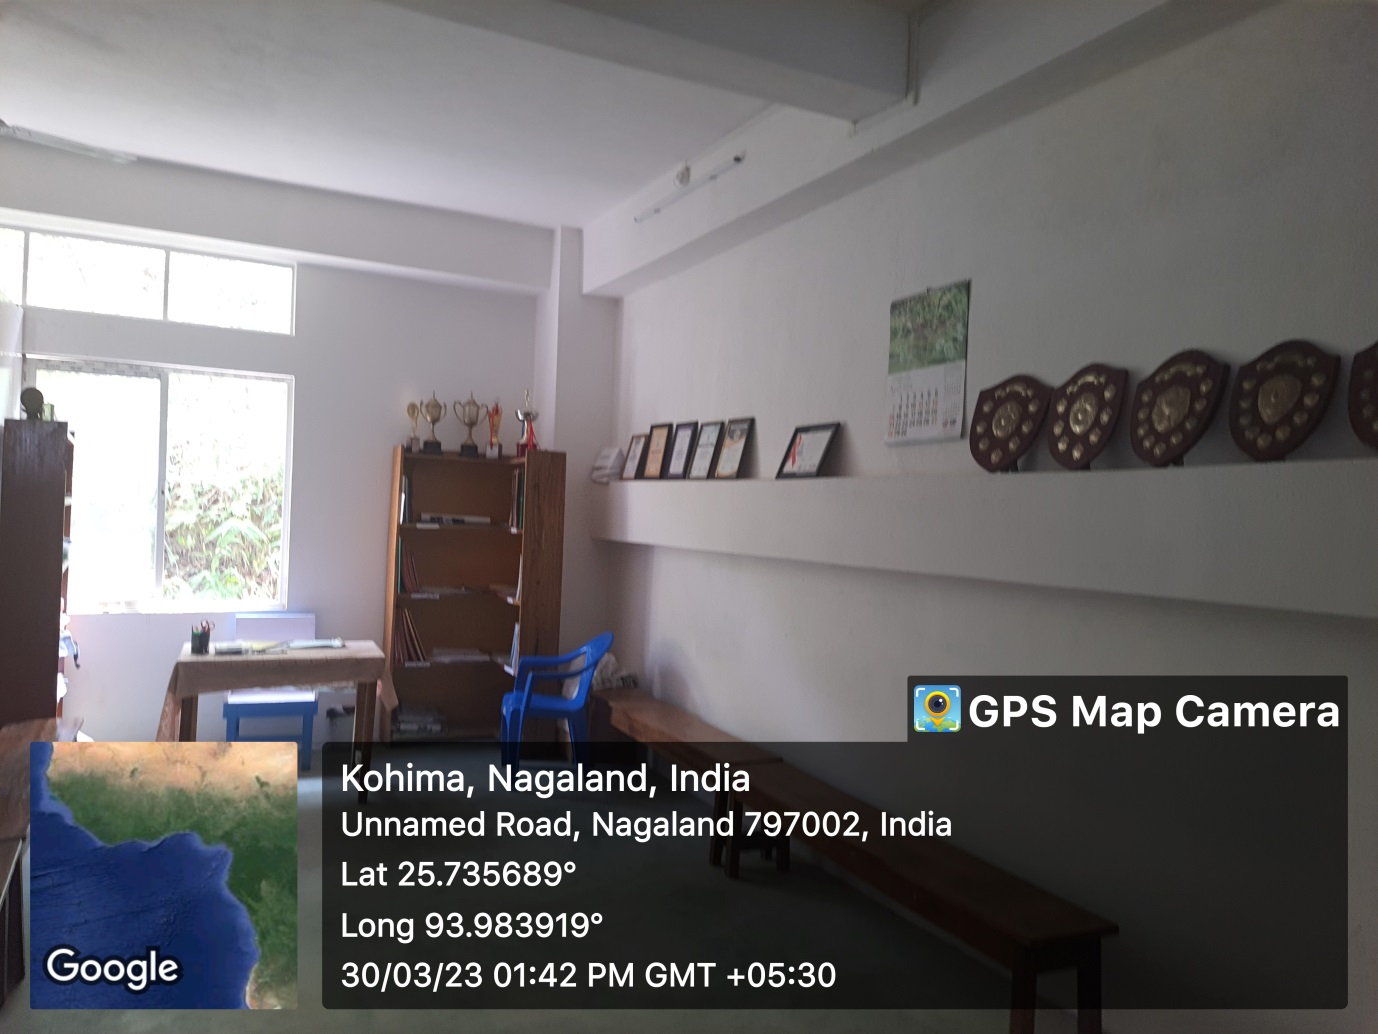 GPS Map Camera
Kohima, Nagaland, India
Unnamed Road, Nagaland 797002, India
Lat 25.735689°
Long 93.983919°
30/03/23 01:42 PM GMT +05:30
Google